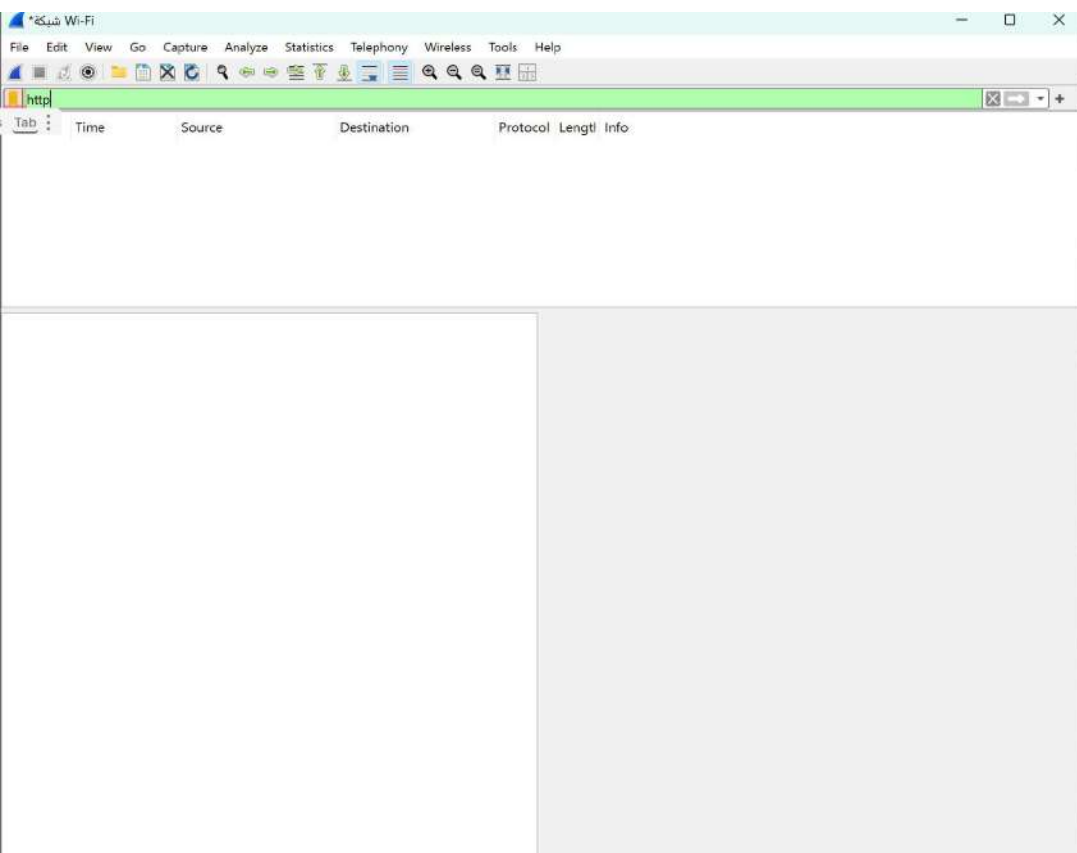 *شبكة Wi-Fi
File Edit View Go Capture Analyze Statistics Telephony Wireless Tools Help
http
Tab
Time Source Destination Protocol Lengtl Info